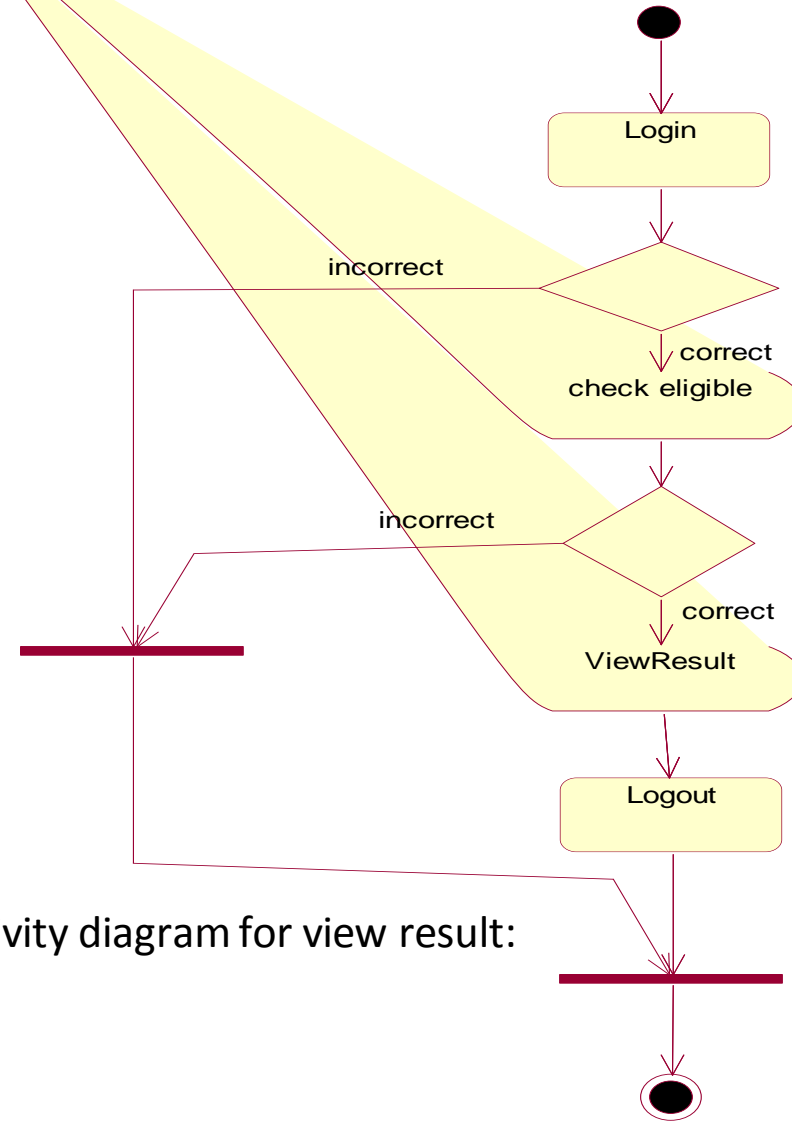 Login
incorrect
correct
check eligible
incorrect
correct
ViewResult
Logout
vity diagram for view result: